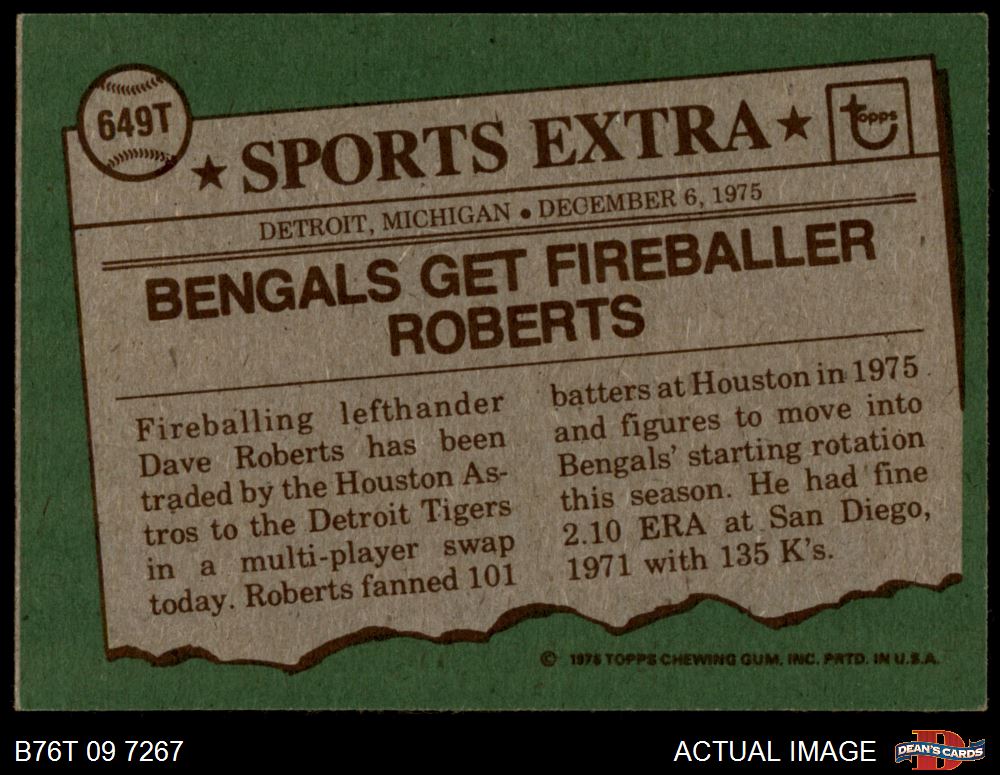 649T
★ SPORTS EXTRA ★
topps
DETROIT, MICHIGAN • DECEMBER 6, 1975
BENGALS GET FIREBALLER
ROBERTS
Fireballing lefthander
Dave Roberts has been
traded by the Houston As-
tros to the Detroit Tigers
in a multi-player swap
today. Roberts fanned 101
batters at Houston in 1975
and figures to move into
Bengals' starting rotation
this season. He had fine
2.10 ERA at San Diego,
1971 with 135 K's.
© 1976 TOPPS CHEWING GUM, INC. PRTD. IN U.S.A.
B76T 09 7267
ACTUAL IMAGE
D
DEAN'S CARDS